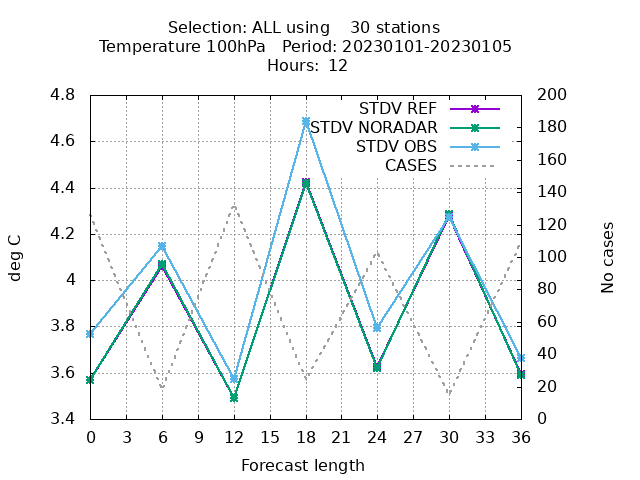 Selection: ALL using 30 stations
Temperature 100hPa Period: 20230101-20230105
Hours: 12
STDV REF
STDV NORADAR
STDV OBS
CASES
4.8
4.6
4.4
4.2
4
3.8
3.6
3.4
deg C
200
180
160
140
120
100
80
60
40
20
0
No cases
0 3 6 9 12 15 18 21 24 27 30 33 36
Forecast length